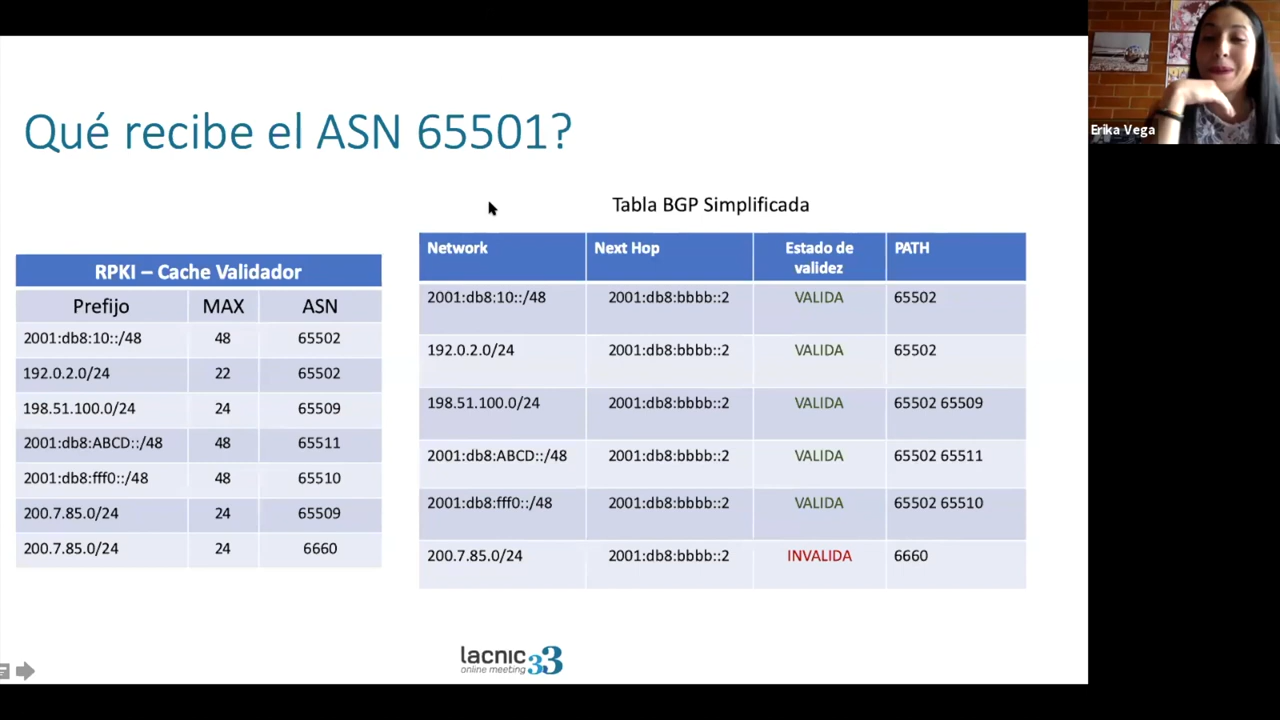 Qué recibe el ASN 65501?
Erika Vega
Tabla BGP Simplificada
RPKI – Cache Validador
Prefijo MAX ASN
2001:db8:10::/48 48 65502
192.0.2.0/24 22 65502
198.51.100.0/24 24 65509
2001:db8:ABCD::/48 48 65511
2001:db8:fff0::/48 48 65510
200.7.85.0/24 24 65509
200.7.85.0/24 24 6660
Network Next Hop Estado de validez PATH
2001:db8:10::/48 2001:db8:bbbb::2 VALIDA 65502
192.0.2.0/24 2001:db8:bbbb::2 VALIDA 65502
198.51.100.0/24 2001:db8:bbbb::2 VALIDA 65502 65509
2001:db8:ABCD::/48 2001:db8:bbbb::2 VALIDA 65502 65511
2001:db8:fff0::/48 2001:db8:bbbb::2 VALIDA 65502 65510
200.7.85.0/24 2001:db8:bbbb::2 INVALIDA 6660
lacnic 33
online meeting